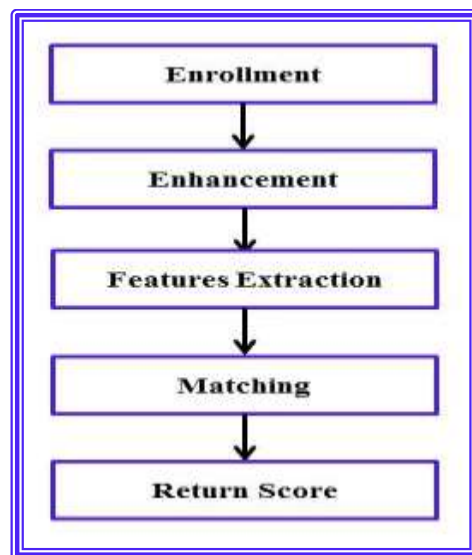 Enrollment
Enhancement
Features Extraction
Matching
Return Score